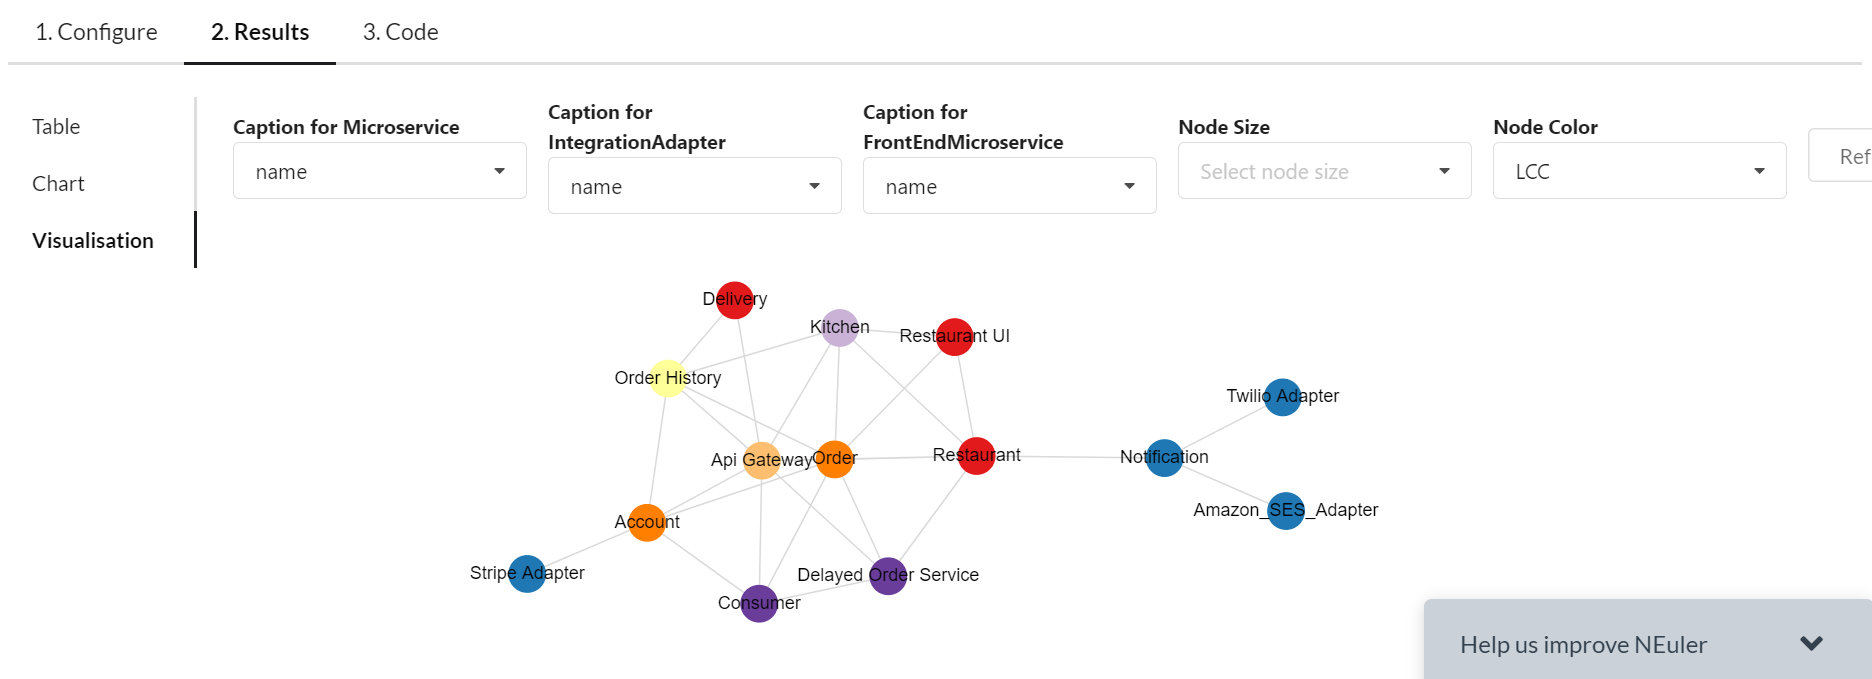 1. Configure
2. Results
3. Code
Table
Chart
Visualisation
Caption for Microservice
name
Caption for
IntegrationAdapter
name
Caption for
FrontEndMicroservice
name
Node Size
Select node size
Node Color
LCC
Ref
Delivery
Kitchen
Restaurant UI
Order History
Twilio Adapter
Api Gateway
Order
Restaurant
Notification
Amazon_SES_Adapter
Account
Stripe Adapter
Delayed Order Service
Consumer
Help us improve NEuler